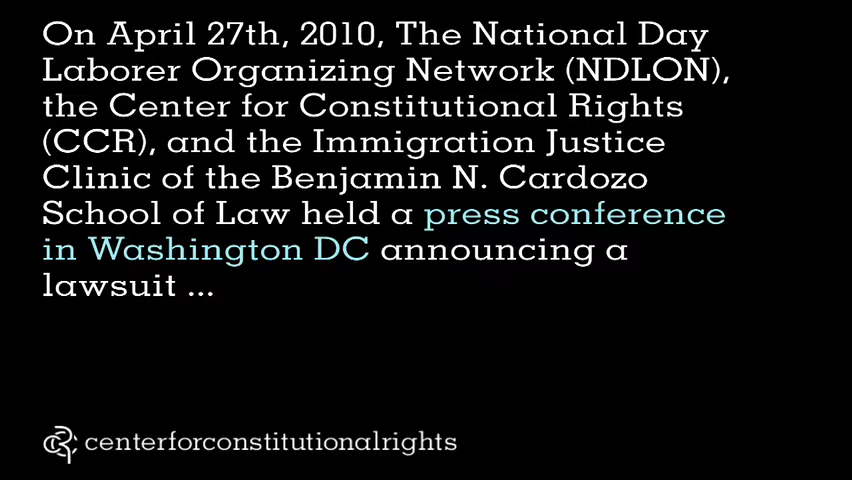 On April 27th, 2010, The National Day
Laborer Organizing Network (NDLON),
the Center for Constitutional Rights
(CCR), and the Immigration Justice
Clinic of the Benjamin N. Cardozo
School of Law held a press conference
in Washington DC announcing a
lawsuit ...
centerforconstitutionalrights